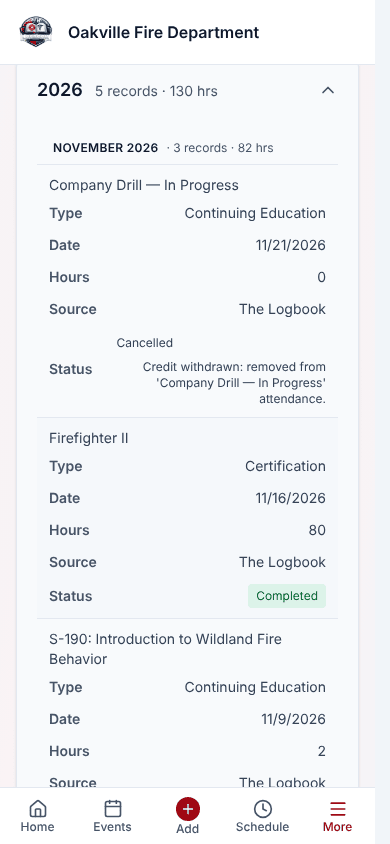 Oakville Fire Department
2026 5 records · 130 hrs
NOVEMBER 2026 · 3 records · 82 hrs
Company Drill — In Progress
Type Continuing Education
Date 11/21/2026
Hours 0
Source The Logbook
Cancelled
Status Credit withdrawn: removed from
'Company Drill — In Progress'
attendance.
Firefighter II
Type Certification
Date 11/16/2026
Hours 80
Source The Logbook
Status Completed
S-190: Introduction to Wildland Fire
Behavior
Type Continuing Education
Date 11/9/2026
Hours 2
Source The Logbook
Home Events Add Schedule More